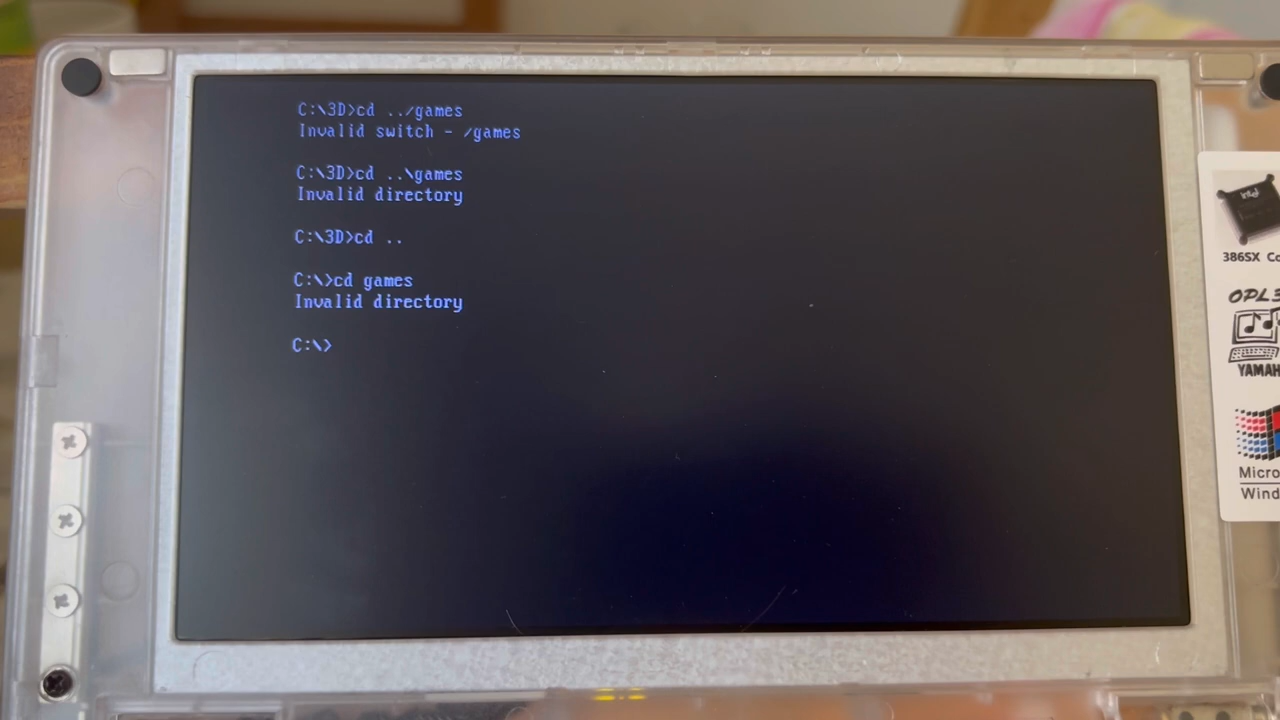 C:\3D>cd ../games
Invalid switch - /games
C:\3D>cd ..\games
Invalid directory
C:\3D>cd ..
C:\>cd games
Invalid directory
C:\>
intel
386SX
OPL3
YAMAH
Micro
Wind